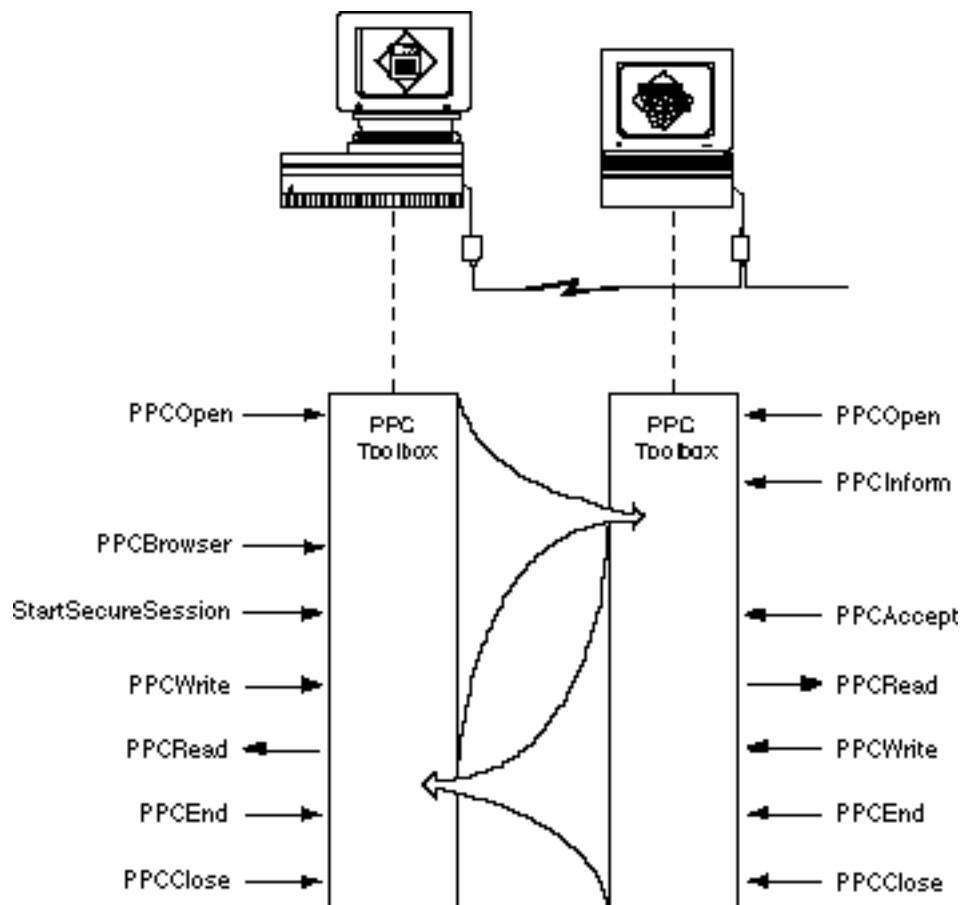 PPCOpen
PPC
Toolbox
PPC
Toolbox
PPCOpen
PPCInform
PPCBrowser
StartSecureSession
PPCAccept
PPCWrite
PPCRead
PPCRead
PPCWrite
PPCEnd
PPCEnd
PPCClose
PPCClose